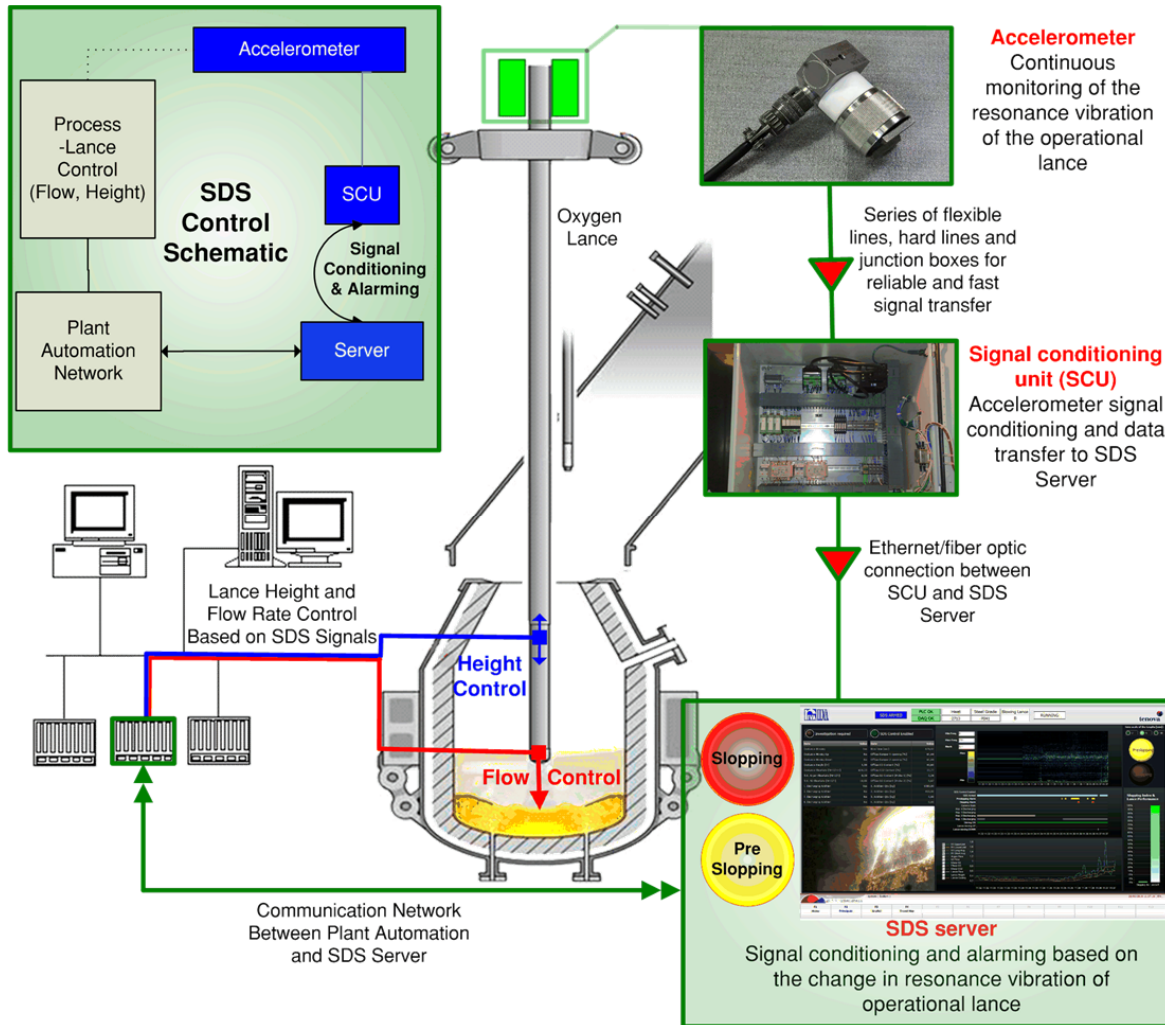 Accelerometer
Process
-Lance
Control
(Flow, Height)
SDS
Control
Schematic
SCU
Signal
Conditioning
& Alarming
Plant
Automation
Network
Server
Oxygen
Lance
Accelerometer
Continuous
monitoring of the
resonance vibration
of the operational
lance
Series of flexible
lines, hard lines and
junction boxes for
reliable and fast
signal transfer
Signal conditioning
unit (SCU)
Accelerometer signal
conditioning and data
transfer to SDS
Server
Ethernet/fiber optic
connection between
SCU and SDS
Server
Lance Height and
Flow Rate Control
Based on SDS Signals
Height
Control
Flow Control
Slopping
Pre
Slopping
tenova
RUNNING
SDS server
Signal conditioning and alarming based on
the change in resonance vibration of
operational lance
Communication Network
Between Plant Automation
and SDS Server